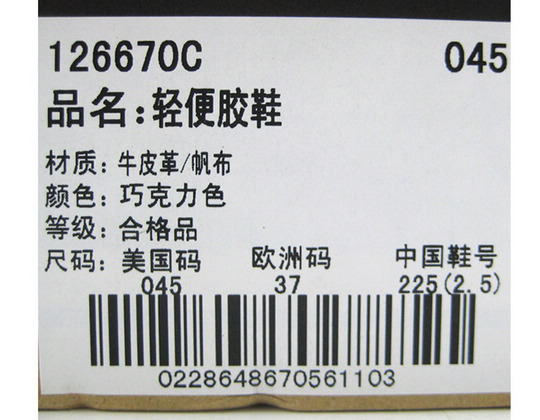 126670C 045
品名:轻便胶鞋
材质:牛皮革/帆布
颜色:巧克力色
等级:合格品
尺码:美国码 欧洲码 中国鞋号
045 37 225(2.5)
0228648670561103